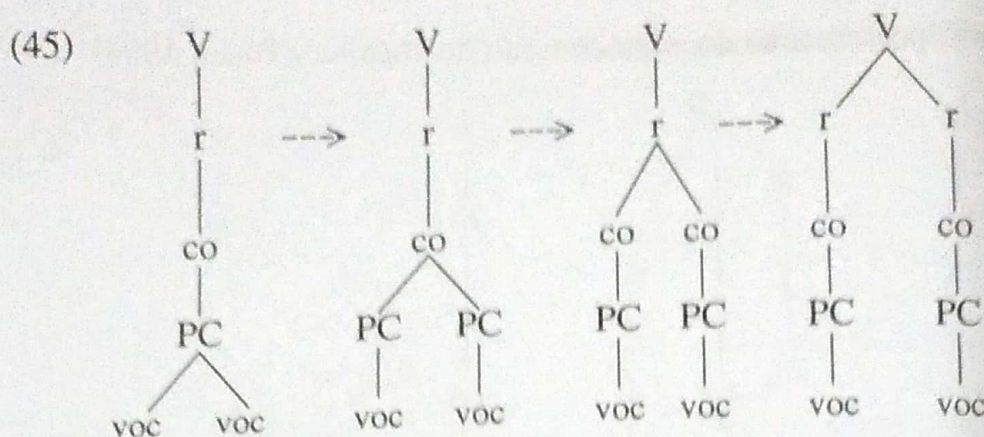 (45) V V V V
r r r r r
co co co co co co
PC PC PC PC PC PC PC
voc voc voc voc voc voc voc voc